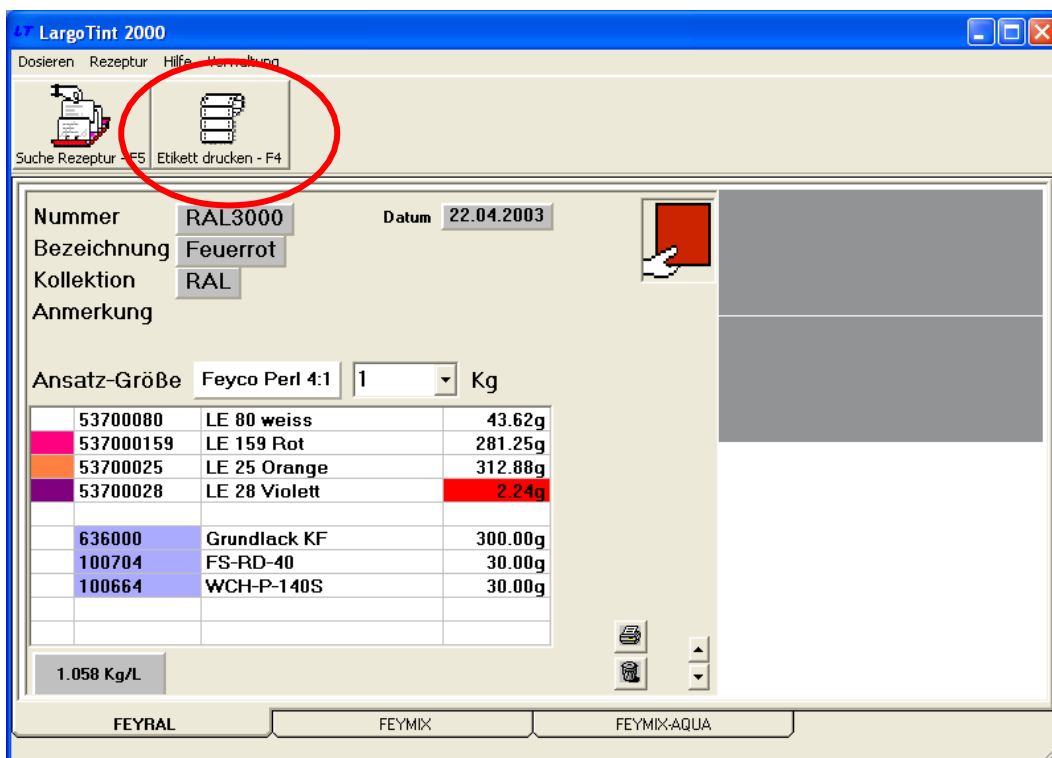 LT LargoTint 2000
Dosieren Rezeptur Hilfe Verwaltung
Suche Rezeptur - F5 Etikett drucken - F4
Nummer RAL3000 Datum 22.04.2003
Bezeichnung Feuerrot
Kollektion RAL
Anmerkung
Ansatz-Größe Feyco Perl 4:1 1 Kg
53700080 LE 80 weiss 43.62g
537000159 LE 159 Rot 281.25g
53700025 LE 25 Orange 312.88g
53700028 LE 28 Violett 2.24g
636000 Grundlack KF 300.00g
100704 FS-RD-40 30.00g
100664 WCH-P-140S 30.00g
1.058 Kg/L
FEYRAL FEYMIX FEYMIX-AQUA